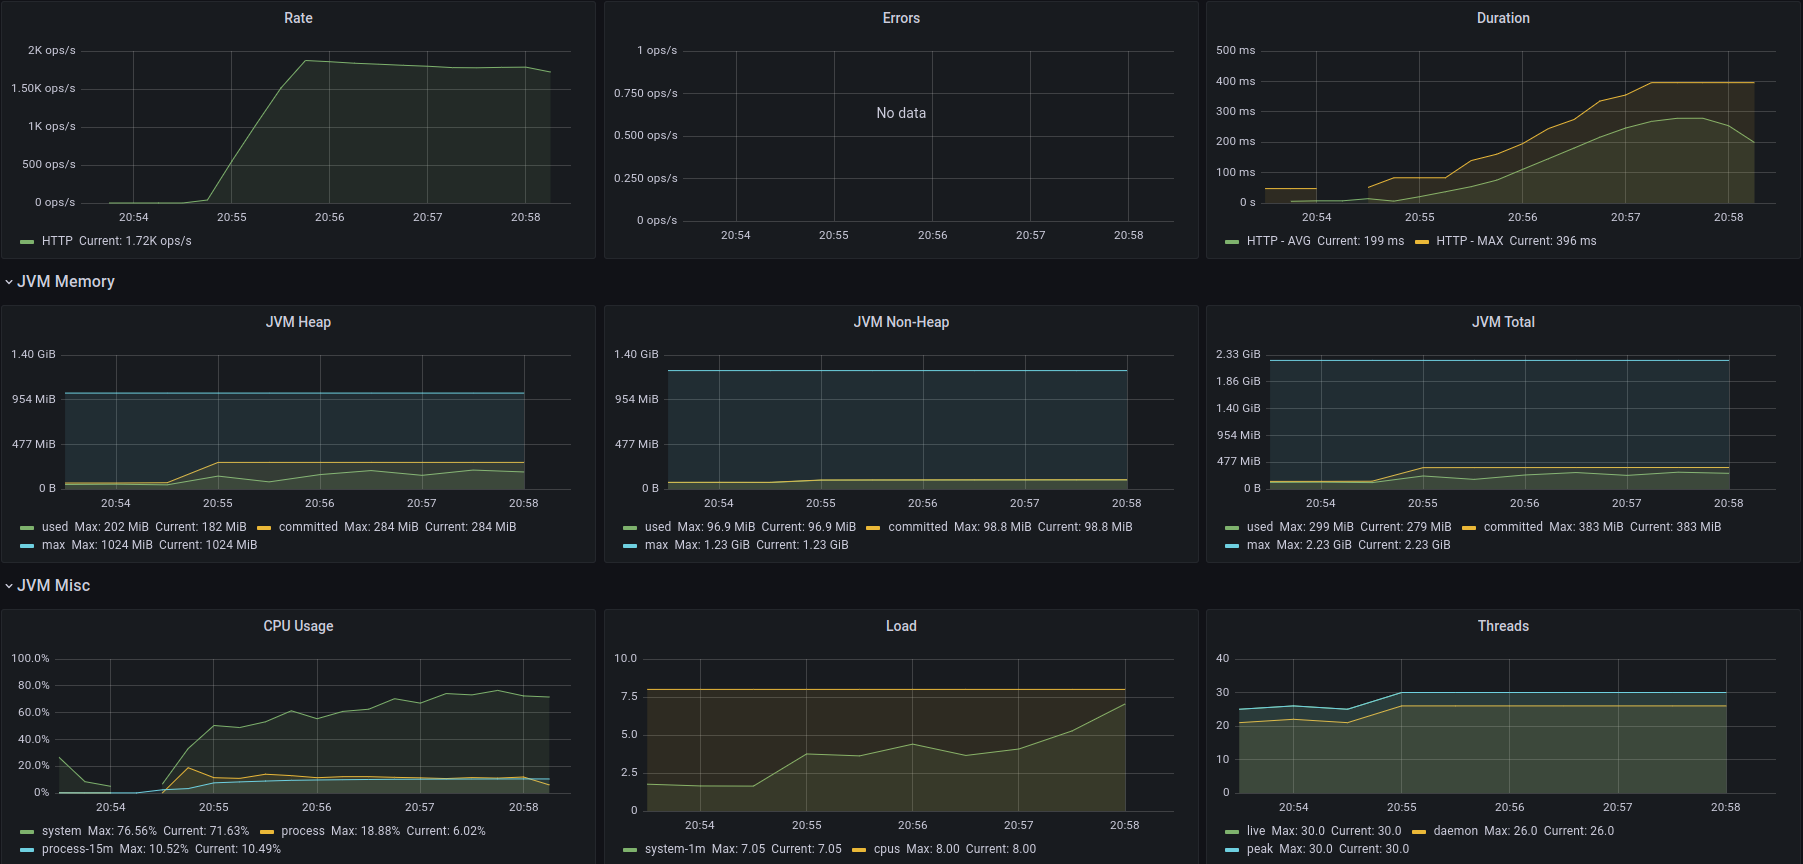 Rate
2K ops/s
1.50K ops/s
1K ops/s
500 ops/s
0 ops/s
20:54 20:55 20:56 20:57 20:58
HTTP Current: 1.72K ops/s
Errors
1 ops/s
0.750 ops/s
0.500 ops/s
0.250 ops/s
0 ops/s
No data
20:54 20:55 20:56 20:57 20:58
Duration
500 ms
400 ms
300 ms
200 ms
100 ms
0 s
20:54 20:55 20:56 20:57 20:58
HTTP - AVG Current: 199 ms HTTP - MAX Current: 396 ms
JVM Memory
JVM Heap
1.40 GiB
954 MiB
477 MiB
0 B
20:54 20:55 20:56 20:57 20:58
used Max: 202 MiB Current: 182 MiB committed Max: 284 MiB Current: 284 MiB
max Max: 1024 MiB Current: 1024 MiB
JVM Non-Heap
1.40 GiB
954 MiB
477 MiB
0 B
20:54 20:55 20:56 20:57 20:58
used Max: 96.9 MiB Current: 96.9 MiB committed Max: 98.8 MiB Current: 98.8 MiB
max Max: 1.23 GiB Current: 1.23 GiB
JVM Total
2.33 GiB
1.86 GiB
1.40 GiB
954 MiB
477 MiB
0 B
20:54 20:55 20:56 20:57 20:58
used Max: 299 MiB Current: 279 MiB committed Max: 383 MiB Current: 383 MiB
max Max: 2.23 GiB Current: 2.23 GiB
JVM Misc
CPU Usage
100.0%
80.0%
60.0%
40.0%
20.0%
0%
20:54 20:55 20:56 20:57 20:58
system Max: 76.56% Current: 71.63% process Max: 18.88% Current: 6.02%
process-15m Max: 10.52% Current: 10.49%
Load
10.0
7.5
5.0
2.5
0
20:54 20:55 20:56 20:57 20:58
system-1m Max: 7.05 Current: 7.05 cpus Max: 8.00 Current: 8.00
Threads
40
30
20
10
0
20:54 20:55 20:56 20:57 20:58
live Max: 30.0 Current: 30.0 daemon Max: 26.0 Current: 26.0
peak Max: 30.0 Current: 30.0